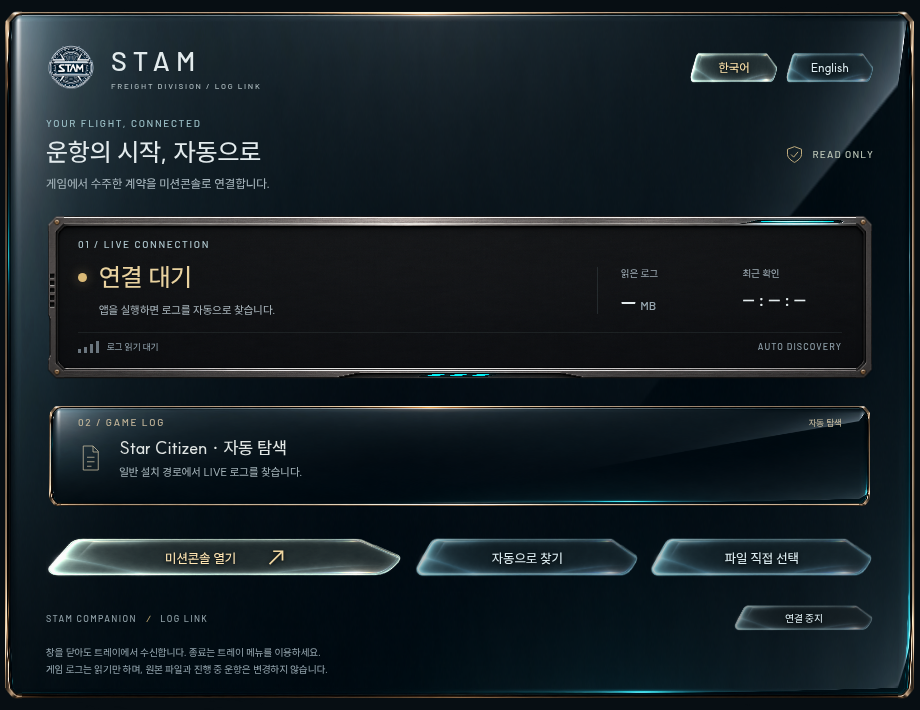 STAM
STAM
FREIGHT DIVISION / LOG LINK
한국어
English
YOUR FLIGHT, CONNECTED
운항의 시작, 자동으로
READ ONLY
게임에서 수주한 계약을 미션콘솔로 연결합니다.
01 / LIVE CONNECTION
연결 대기
앱을 실행하면 로그를 자동으로 찾습니다.
읽은 로그
— MB
최근 확인
—:—:—
로그 읽기 대기
AUTO DISCOVERY
02 / GAME LOG
자동 탐색
Star Citizen · 자동 탐색
일반 설치 경로에서 LIVE 로그를 찾습니다.
미션콘솔 열기
자동으로 찾기
파일 직접 선택
STAM COMPANION / LOG LINK
연결 중지
창을 닫아도 트레이에서 수신합니다. 종료는 트레이 메뉴를 이용하세요.
게임 로그는 읽기만 하며, 원본 파일과 진행 중 운항은 변경하지 않습니다.